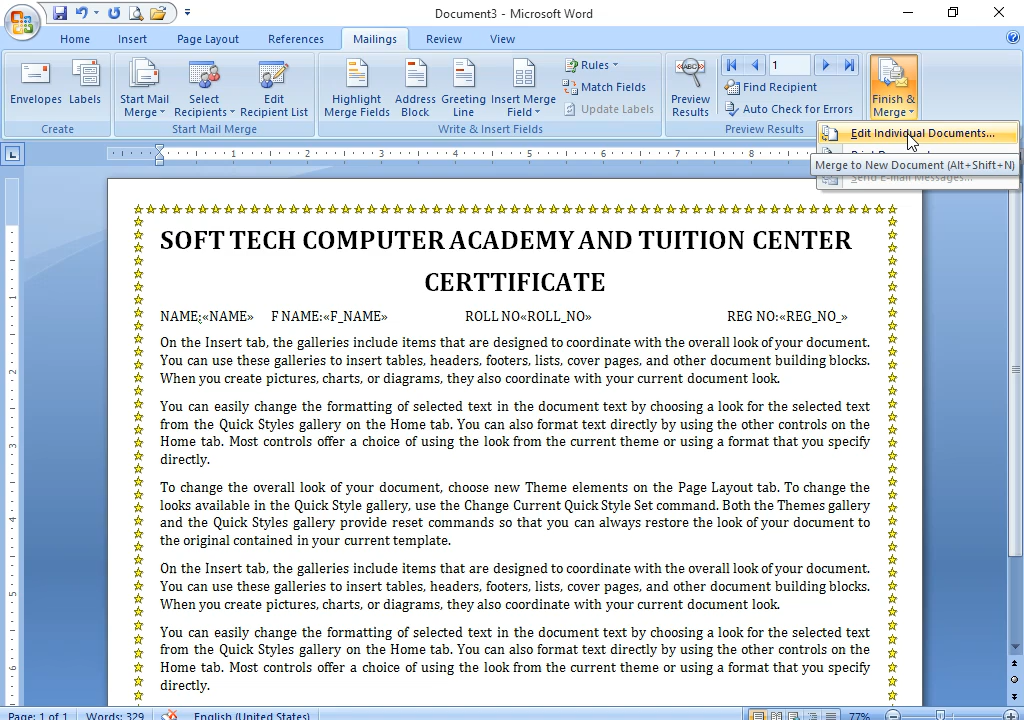 Document3 - Microsoft Word
Home Insert Page Layout References Mailings Review View
Envelopes Labels
Create
Start Mail Merge Select Recipients Edit Recipient List
Start Mail Merge
Highlight Merge Fields Address Block Greeting Line Insert Merge Field
Rules
Match Fields
Update Labels
Write & Insert Fields
ABC
Preview Results
1
Find Recipient
Auto Check for Errors
Preview Results
Finish & Merge
Edit Individual Documents...
Merge to New Document (Alt+Shift+N)
Send E-mail Messages...
1 2 3 4 5 6 7 8
SOFT TECH COMPUTER ACADEMY AND TUITION CENTER
CERTTIFICATE
NAME:«NAME» F NAME:«F_NAME» ROLL NO«ROLL_NO» REG NO:«REG_NO_»
On the Insert tab, the galleries include items that are designed to coordinate with the overall look of your document.
You can use these galleries to insert tables, headers, footers, lists, cover pages, and other document building blocks.
When you create pictures, charts, or diagrams, they also coordinate with your current document look.
You can easily change the formatting of selected text in the document text by choosing a look for the selected text
from the Quick Styles gallery on the Home tab. You can also format text directly by using the other controls on the
Home tab. Most controls offer a choice of using the look from the current theme or using a format that you specify
directly.
To change the overall look of your document, choose new Theme elements on the Page Layout tab. To change the
looks available in the Quick Style gallery, use the Change Current Quick Style Set command. Both the Themes gallery
and the Quick Styles gallery provide reset commands so that you can always restore the look of your document to
the original contained in your current template.
On the Insert tab, the galleries include items that are designed to coordinate with the overall look of your document.
You can use these galleries to insert tables, headers, footers, lists, cover pages, and other document building blocks.
When you create pictures, charts, or diagrams, they also coordinate with your current document look.
You can easily change the formatting of selected text in the document text by choosing a look for the selected text
from the Quick Styles gallery on the Home tab. You can also format text directly by using the other controls on the
Home tab. Most controls offer a choice of using the look from the current theme or using a format that you specify
directly.
Page: 1 of 1 Words: 329 English (United States) 77%